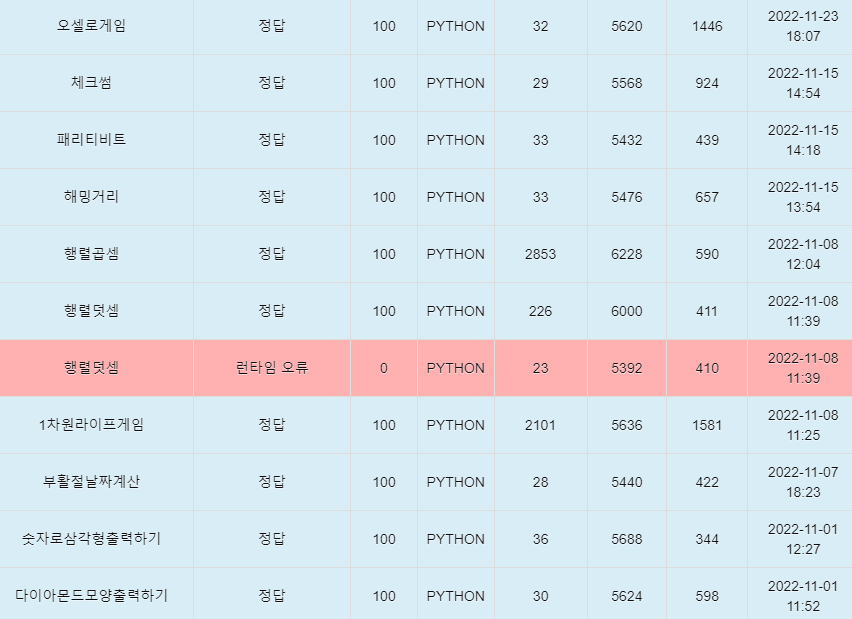 오셀로게임 정답 100 PYTHON 32 5620 1446 2022-11-23 18:07
체크썸 정답 100 PYTHON 29 5568 924 2022-11-15 14:54
패리티비트 정답 100 PYTHON 33 5432 439 2022-11-15 14:18
해밍거리 정답 100 PYTHON 33 5476 657 2022-11-15 13:54
행렬곱셈 정답 100 PYTHON 2853 6228 590 2022-11-08 12:04
행렬덧셈 정답 100 PYTHON 226 6000 411 2022-11-08 11:39
행렬덧셈 런타임 오류 0 PYTHON 23 5392 410 2022-11-08 11:39
1차원라이프게임 정답 100 PYTHON 2101 5636 1581 2022-11-08 11:25
부활절날짜계산 정답 100 PYTHON 28 5440 422 2022-11-07 18:23
숫자로삼각형출력하기 정답 100 PYTHON 36 5688 344 2022-11-01 12:27
다이아몬드모양출력하기 정답 100 PYTHON 30 5624 598 2022-11-01 11:52